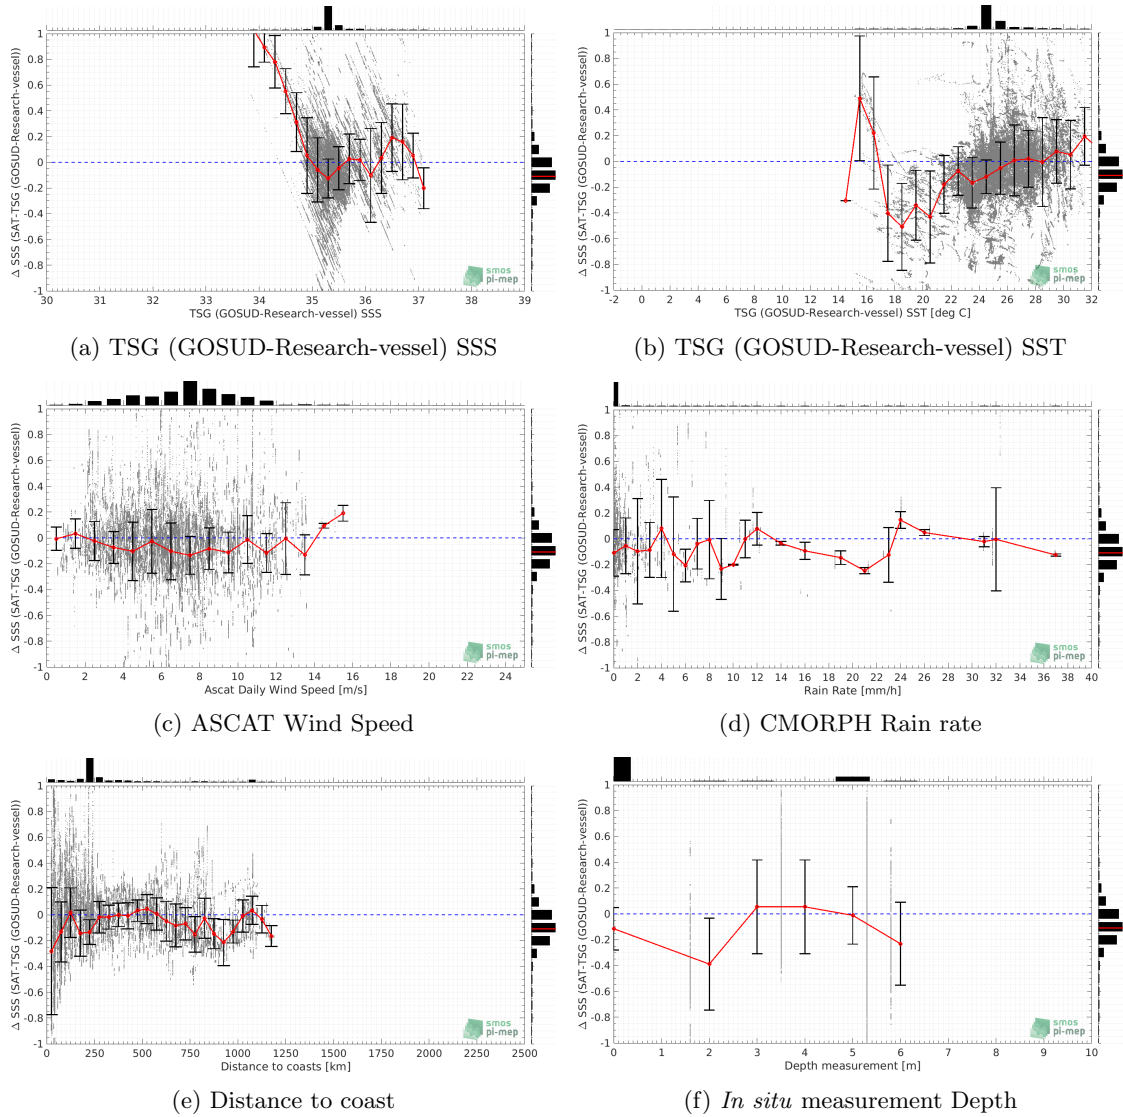 1
0.8
0.6
0.4
0.2
0
-0.2
-0.4
-0.6
-0.8
-1
Δ SSS (SAT-TSG (GOSUD-Research-vessel))
30 31 32 33 34 35 36 37 38 39
TSG (GOSUD-Research-vessel) SSS
smos
pi-mep
(a) TSG (GOSUD-Research-vessel) SSS
1
0.8
0.6
0.4
0.2
0
-0.2
-0.4
-0.6
-0.8
-1
Δ SSS (SAT-TSG (GOSUD-Research-vessel))
-2 0 2 4 6 8 10 12 14 16 18 20 22 24 26 28 30 32
TSG (GOSUD-Research-vessel) SST [deg C]
smos
pi-mep
(b) TSG (GOSUD-Research-vessel) SST
1
0.8
0.6
0.4
0.2
0
-0.2
-0.4
-0.6
-0.8
-1
Δ SSS (SAT-TSG (GOSUD-Research-vessel))
0 2 4 6 8 10 12 14 16 18 20 22 24
Ascat Daily Wind Speed [m/s]
smos
pi-mep
(c) ASCAT Wind Speed
1
0.8
0.6
0.4
0.2
0
-0.2
-0.4
-0.6
-0.8
-1
Δ SSS (SAT-TSG (GOSUD-Research-vessel))
0 2 4 6 8 10 12 14 16 18 20 22 24 26 28 30 32 34 36 38 40
Rain Rate [mm/h]
smos
pi-mep
(d) CMORPH Rain rate
1
0.8
0.6
0.4
0.2
0
-0.2
-0.4
-0.6
-0.8
-1
Δ SSS (SAT-TSG (GOSUD-Research-vessel))
0 250 500 750 1000 1250 1500 1750 2000 2250 2500
Distance to coasts [km]
smos
pi-mep
(e) Distance to coast
1
0.8
0.6
0.4
0.2
0
-0.2
-0.4
-0.6
-0.8
-1
Δ SSS (SAT-TSG (GOSUD-Research-vessel))
0 1 2 3 4 5 6 7 8 9 10
Depth measurement [m]
smos
pi-mep
(f) In situ measurement Depth